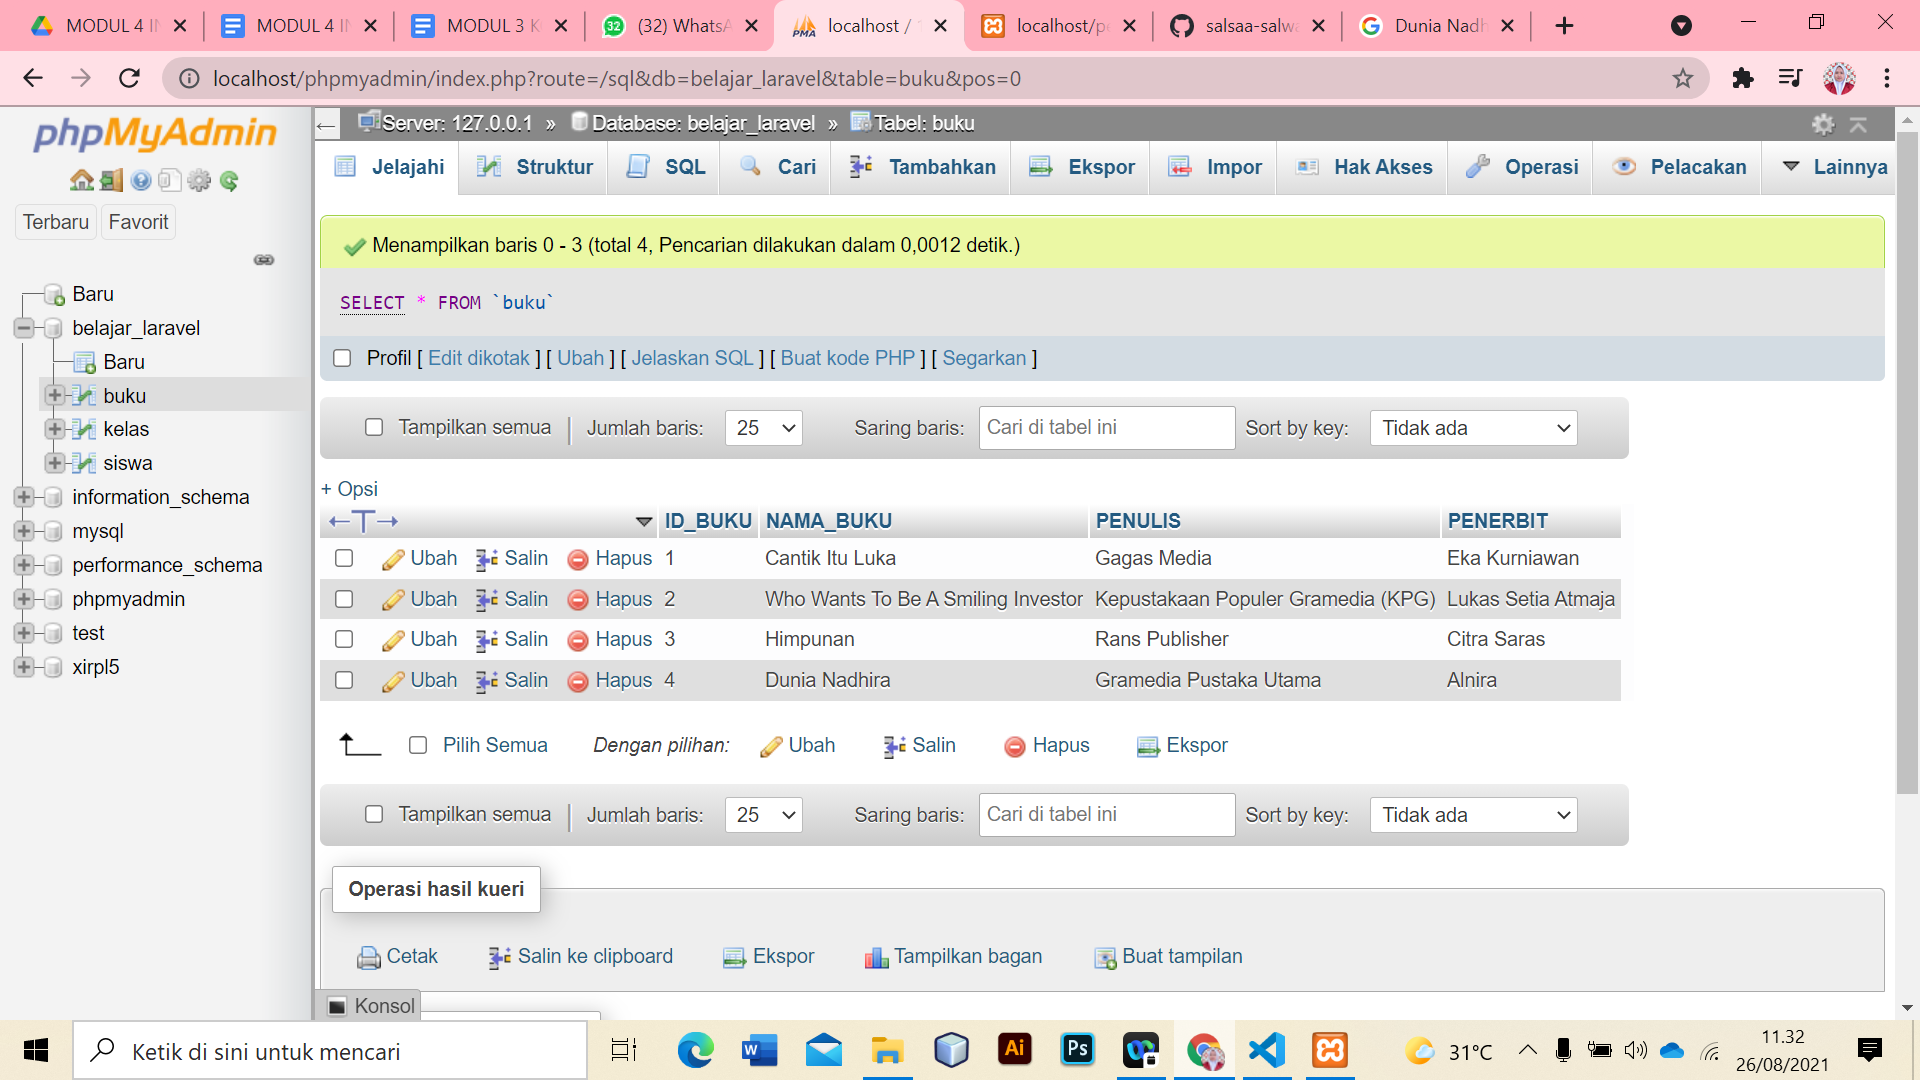 MODUL 4 IN
MODUL 4 IN
MODUL 3 K
(32) WhatsA
localhost /
localhost/pe
salsaa-salwa
Dunia Nadh
localhost/phpmyadmin/index.php?route=/sql&db=belajar_laravel&table=buku&pos=0
phpMyAdmin
Terbaru
Favorit
Baru
belajar_laravel
Baru
buku
kelas
siswa
information_schema
mysql
performance_schema
phpmyadmin
test
xirpl5
Server: 127.0.0.1 » Database: belajar_laravel » Tabel: buku
Jelajahi Struktur SQL Cari Tambahkan Ekspor Impor Hak Akses Operasi Pelacakan Lainnya
Menampilkan baris 0 - 3 (total 4, Pencarian dilakukan dalam 0,0012 detik.)
SELECT * FROM `buku`
Profil [ Edit dikotak ] [ Ubah ] [ Jelaskan SQL ] [ Buat kode PHP ] [ Segarkan ]
Tampilkan semua | Jumlah baris: 25 Saring baris: Cari di tabel ini Sort by key: Tidak ada
+ Opsi
←T→ ID_BUKU NAMA_BUKU PENULIS PENERBIT
Ubah Salin Hapus 1 Cantik Itu Luka Gagas Media Eka Kurniawan
Ubah Salin Hapus 2 Who Wants To Be A Smiling Investor Kepustakaan Populer Gramedia (KPG) Lukas Setia Atmaja
Ubah Salin Hapus 3 Himpunan Rans Publisher Citra Saras
Ubah Salin Hapus 4 Dunia Nadhira Gramedia Pustaka Utama Alnira
Pilih Semua Dengan pilihan: Ubah Salin Hapus Ekspor
Tampilkan semua | Jumlah baris: 25 Saring baris: Cari di tabel ini Sort by key: Tidak ada
Operasi hasil kueri
Cetak Salin ke clipboard Ekspor Tampilkan bagan Buat tampilan
Konsol
Ketik di sini untuk mencari
31°C
11.32
26/08/2021